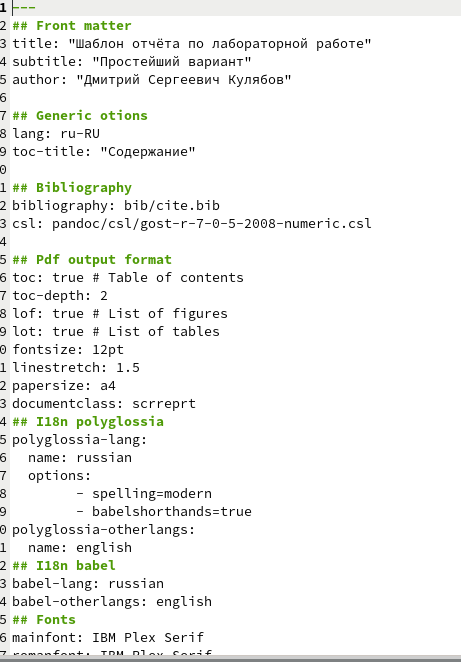 1 ---
2 ## Front matter
3 title: "Шаблон отчёта по лабораторной работе"
4 subtitle: "Простейший вариант"
5 author: "Дмитрий Сергеевич Кулябов"
6
7 ## Generic otions
8 lang: ru-RU
9 toc-title: "Содержание"
0
1 ## Bibliography
2 bibliography: bib/cite.bib
3 csl: pandoc/csl/gost-r-7-0-5-2008-numeric.csl
4
5 ## Pdf output format
6 toc: true # Table of contents
7 toc-depth: 2
8 lof: true # List of figures
9 lot: true # List of tables
0 fontsize: 12pt
1 linestretch: 1.5
2 papersize: a4
3 documentclass: scrreprt
4 ## I18n polyglossia
5 polyglossia-lang:
6   name: russian
7   options:
8         - spelling=modern
9         - babelshorthands=true
0 polyglossia-otherlangs:
1   name: english
2 ## I18n babel
3 babel-lang: russian
4 babel-otherlangs: english
5 ## Fonts
6 mainfont: IBM Plex Serif
7 romanfont: IBM Plex Serif